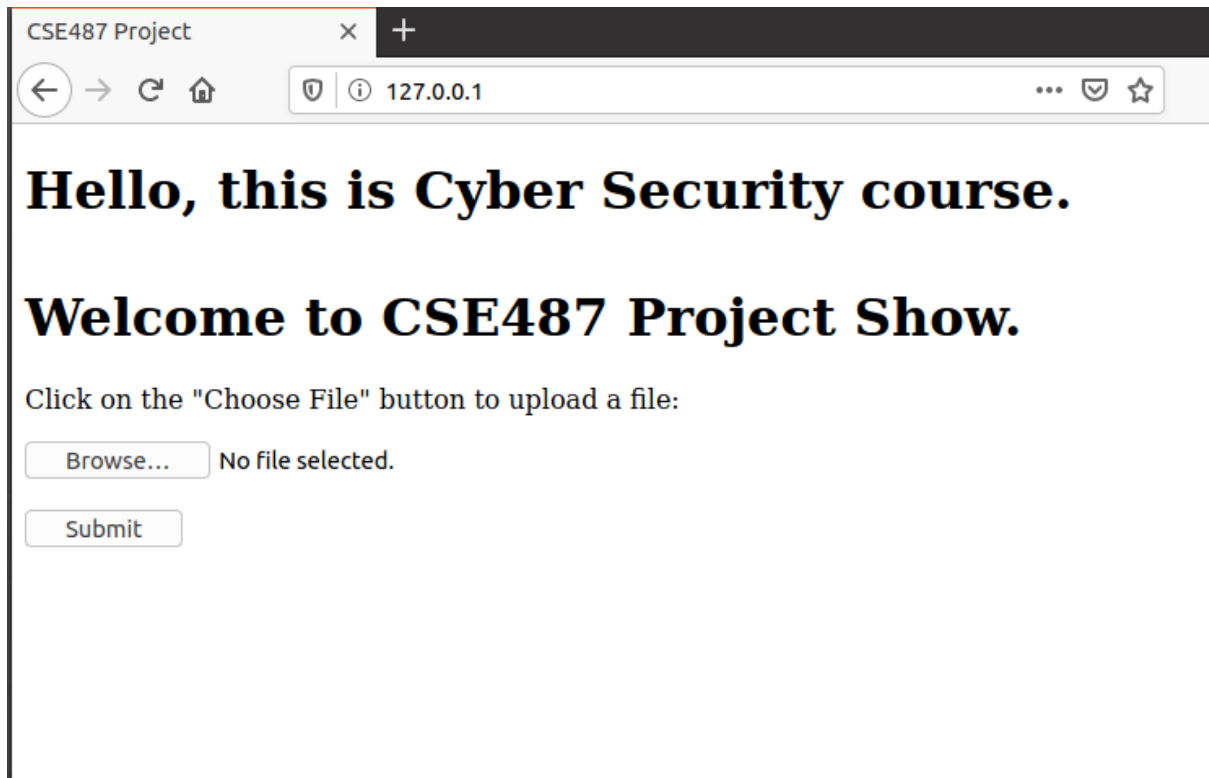 CSE487 Project
127.0.0.1
Hello, this is Cyber Security course.
Welcome to CSE487 Project Show.
Click on the "Choose File" button to upload a file:
Browse... No file selected.
Submit